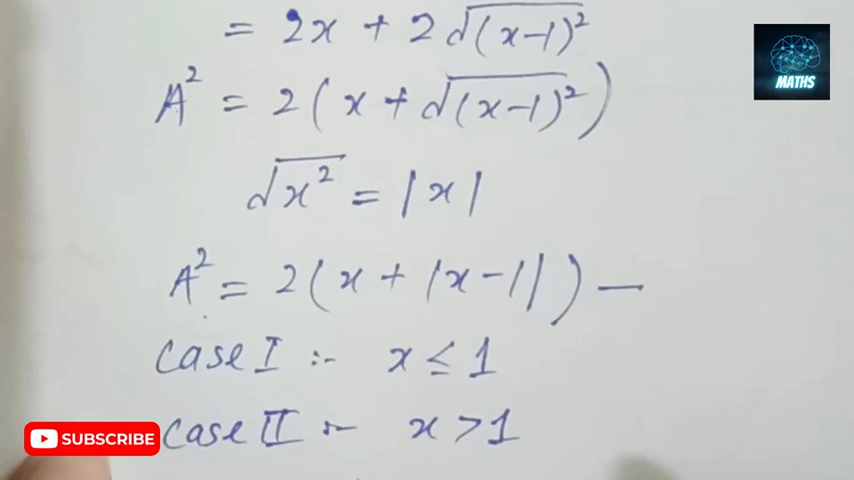 = 2x + 2√(x-1)²
MATHS
A² = 2(x + √(x-1)²)
√x² = |x|
A² = 2(x + |x-1|) —
Case I :- x ≤ 1
SUBSCRIBE
Case II :- x > 1